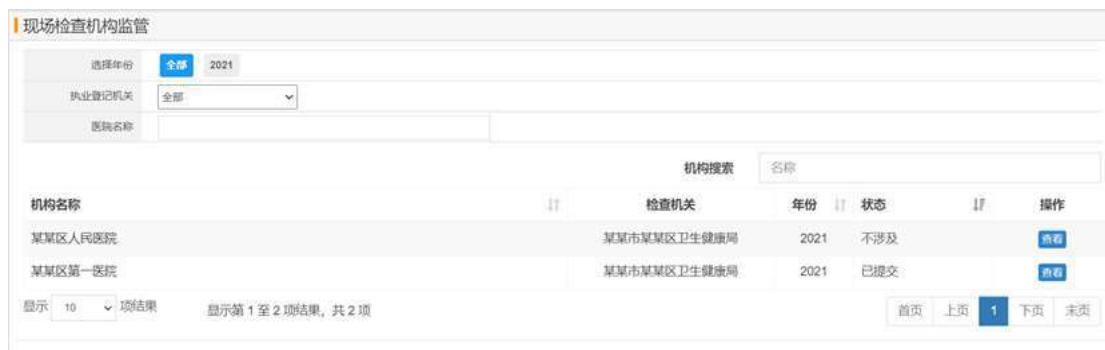 现场检查机构监管
选择年份 全部 2021
执业登记机关 全部
医院名称
机构搜索 名称
机构名称 检查机关 年份 状态 操作
某某区人民医院 某某市某某区卫生健康局 2021 不涉及 查看
某某区第一医院 某某市某某区卫生健康局 2021 已提交 查看
显示 10 项结果 显示第 1 至 2 项结果，共 2 项 首页 上页 1 下页 末页